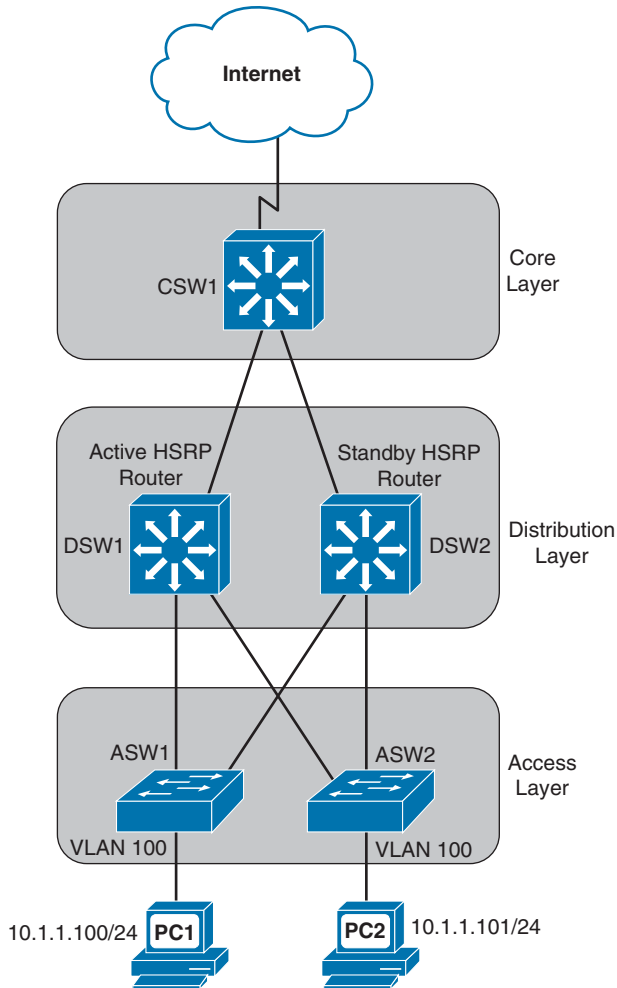 Internet
CSW1
Core
Layer
Active HSRP
Router
Standby HSRP
Router
DSW1
DSW2
Distribution
Layer
ASW1
ASW2
Access
Layer
VLAN 100
VLAN 100
10.1.1.100/24
PC1
PC2
10.1.1.101/24